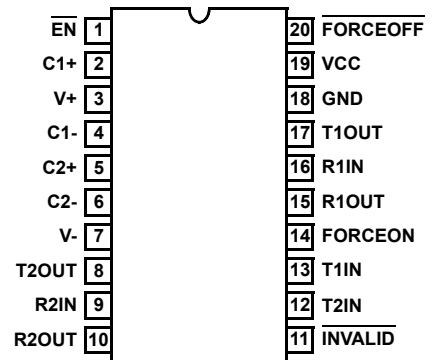 EN 1 20 FORCEOFF
C1+ 2 19 VCC
V+ 3 18 GND
C1- 4 17 T1OUT
C2+ 5 16 R1IN
C2- 6 15 R1OUT
V- 7 14 FORCEON
T2OUT 8 13 T1IN
R2IN 9 12 T2IN
R2OUT 10 11 INVALID